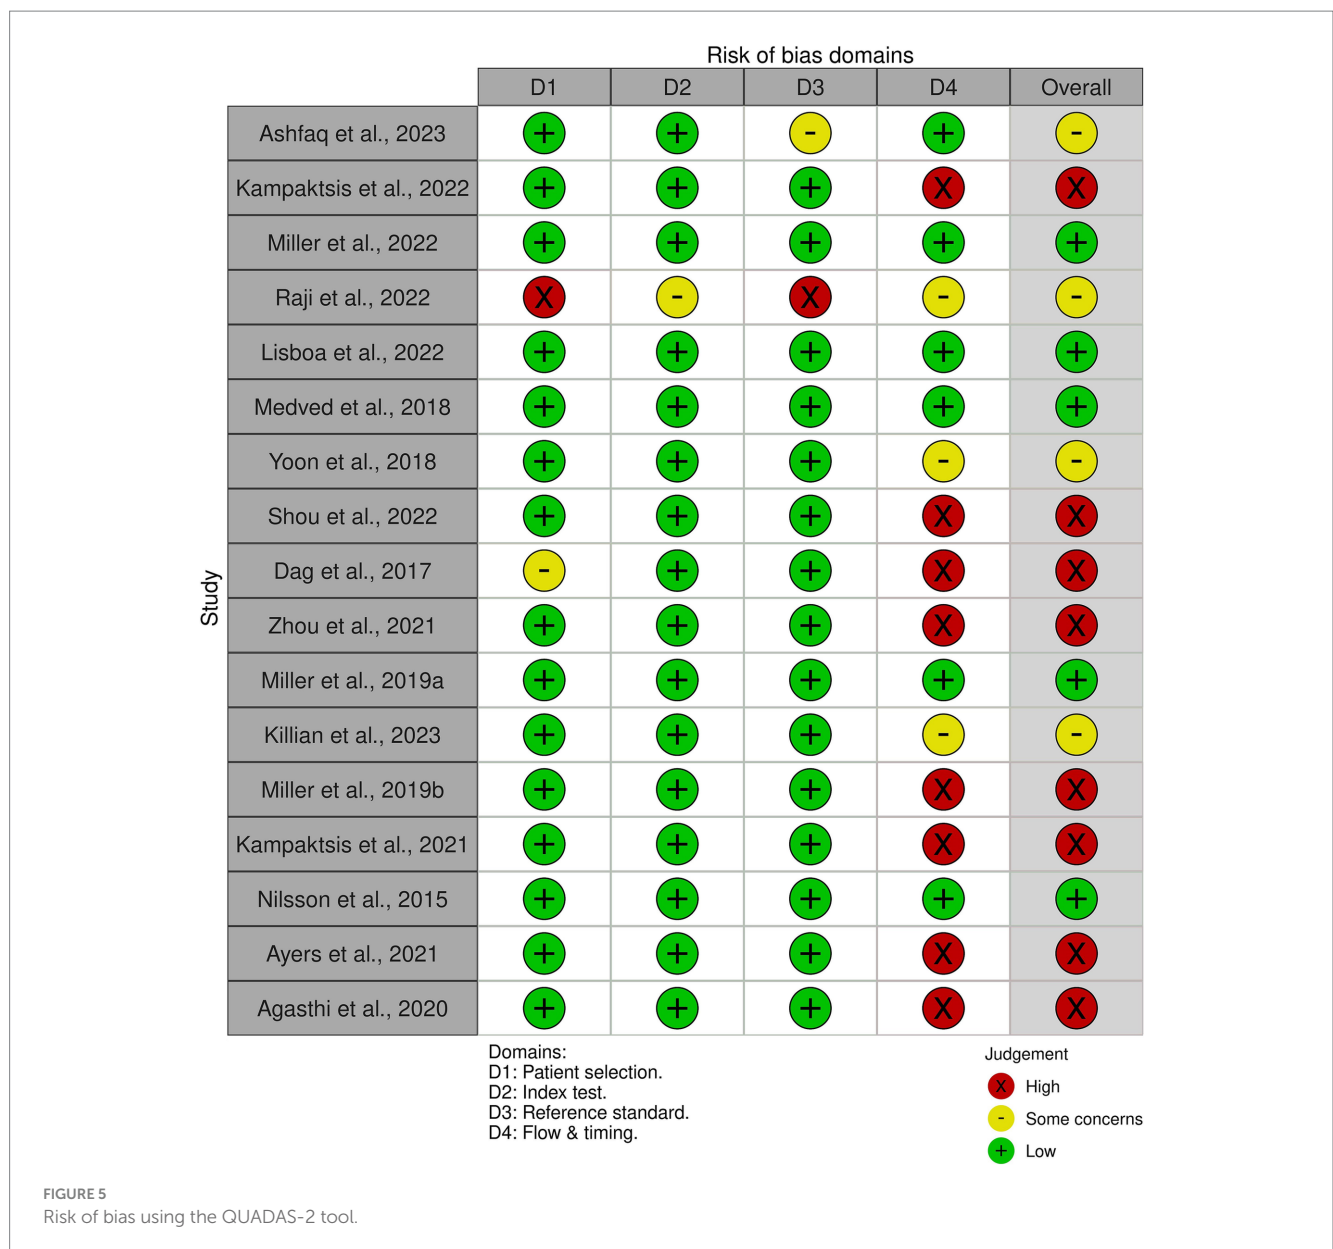 Risk of bias domains
D1 D2 D3 D4 Overall
Study
Ashfaq et al., 2023 + + - + -
Kampaktsis et al., 2022 + + + X X
Miller et al., 2022 + + + + +
Raji et al., 2022 X - X - -
Lisboa et al., 2022 + + + + +
Medved et al., 2018 + + + + +
Yoon et al., 2018 + + + - -
Shou et al., 2022 + + + X X
Dag et al., 2017 - + + X X
Zhou et al., 2021 + + + X X
Miller et al., 2019a + + + + +
Killian et al., 2023 + + + - -
Miller et al., 2019b + + + X X
Kampaktsis et al., 2021 + + + X X
Nilsson et al., 2015 + + + + +
Ayers et al., 2021 + + + X X
Agasthi et al., 2020 + + + X X
Domains:
D1: Patient selection.
D2: Index test.
D3: Reference standard.
D4: Flow & timing.
Judgement
X High
- Some concerns
+ Low
FIGURE 5
Risk of bias using the QUADAS-2 tool.